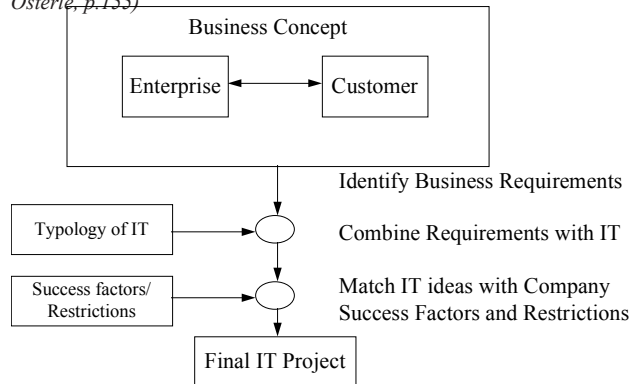 Österle, p.155)
Business Concept
Enterprise
Customer
Identify Business Requirements
Typology of IT
Combine Requirements with IT
Success factors/
Restrictions
Match IT ideas with Company
Success Factors and Restrictions
Final IT Project